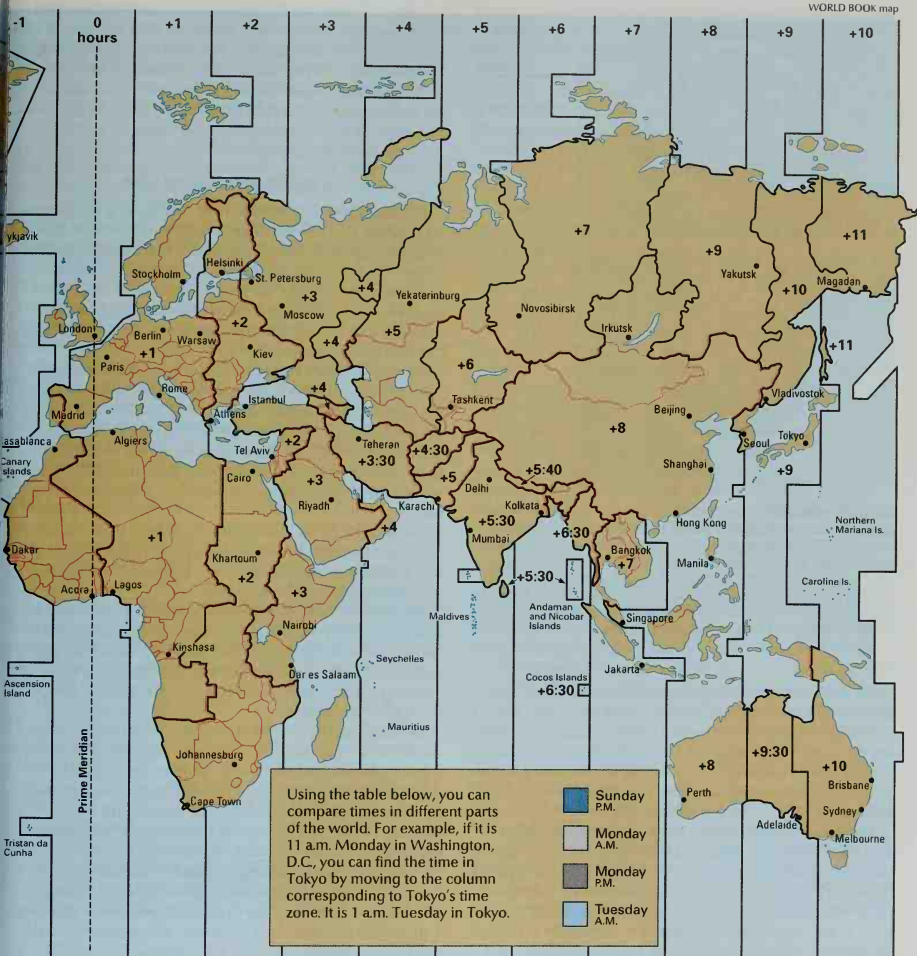 WORLD BOOK map
-1
0
hours
+1
+2
+3
+4
+5
+6
+7
+8
+9
+10
ykjavik
+7
+11
+9
Stockholm
Helsinki
St. Petersburg
+4
Yekaterinburg
Yakutsk
Magadan
+3
Moscow
Novosibirsk
+10
London
Berlin
Warsaw
+2
Irkutsk
+1
Kiev
+4
+5
+11
Paris
+6
Rome
Istanbul
+4
Tashkent
Vladivostok
Madrid
Athens
Beijing
+8
asablanca
Algiers
Tel Aviv
+2
Teheran
+3:30
+4:30
Seoul
Tokyo
Canary
Islands
Cairo
+3
+5
Delhi
+5:40
Shanghai
+9
Riyadh
Karachi
Kolkata
+5:30
Mumbai
+4
+6:30
Hong Kong
Northern
Mariana Is.
+1
Dakar
Khartoum
+2
Bangkok
+7
Manila
Accra
Lagos
+3
+5:30
Caroline Is.
Maldives
Andaman
and Nicobar
Islands
Singapore
Nairobi
Kinshasa
Seychelles
Dar es Salaam
Jakarta
Ascension
Island
Cocos Islands
+6:30
Mauritius
Prime Meridian
Johannesburg
+8
+9:30
+10
Brisbane
Perth
Cape Town
Sydney
Adelaide
Melbourne
Tristan da
Cunha
Using the table below, you can
compare times in different parts
of the world. For example, if it is
11 a.m. Monday in Washington,
D.C., you can find the time in
Tokyo by moving to the column
corresponding to Tokyo's time
zone. It is 1 a.m. Tuesday in Tokyo.
Sunday
P.M.
Monday
A.M.
Monday
P.M.
Tuesday
A.M.